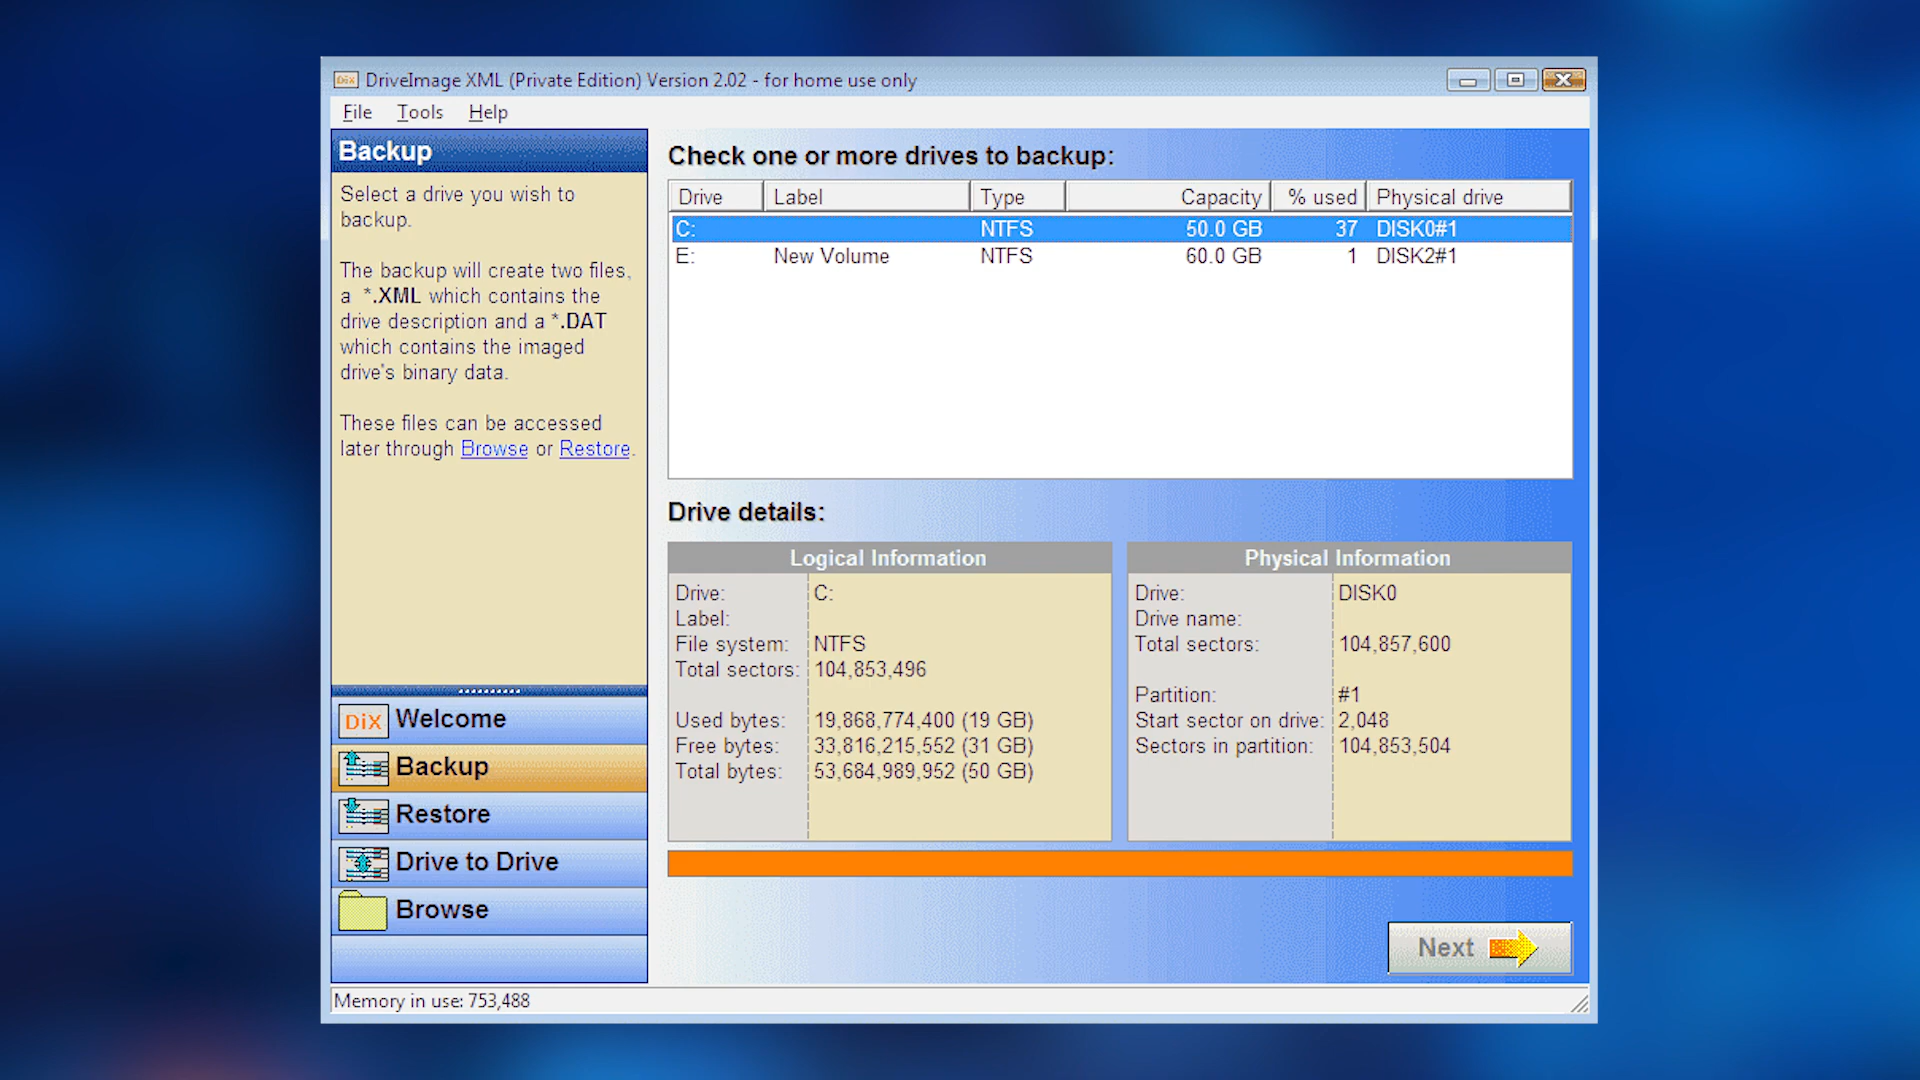 DiX DriveImage XML (Private Edition) Version 2.02 - for home use only
File Tools Help
Backup
Select a drive you wish to
backup.
The backup will create two files,
a *.XML which contains the
drive description and a *.DAT
which contains the imaged
drive's binary data.
These files can be accessed
later through Browse or Restore.
DiX Welcome
Backup
Restore
Drive to Drive
Browse
Check one or more drives to backup:
Drive Label Type Capacity % used Physical drive
C: NTFS 50.0 GB 37 DISK0#1
E: New Volume NTFS 60.0 GB 1 DISK2#1
Drive details:
Logical Information
Drive: C:
Label:
File system: NTFS
Total sectors: 104,853,496
Used bytes: 19,868,774,400 (19 GB)
Free bytes: 33,816,215,552 (31 GB)
Total bytes: 53,684,989,952 (50 GB)
Physical Information
Drive: DISK0
Drive name:
Total sectors: 104,857,600
Partition: #1
Start sector on drive: 2,048
Sectors in partition: 104,853,504
Next
Memory in use: 753,488